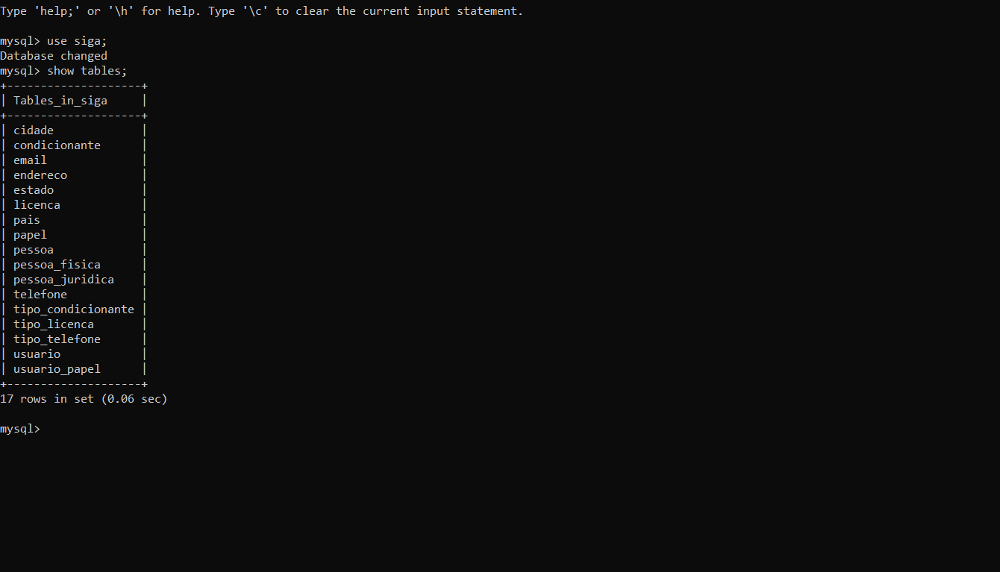 Type 'help;' or '\h' for help. Type '\c' to clear the current input statement.
mysql> use siga;
Database changed
mysql> show tables;
+--------------------+
| Tables_in_siga     |
+--------------------+
| cidade             |
| condicionante      |
| email              |
| endereco           |
| estado             |
| licenca            |
| pais               |
| papel              |
| pessoa             |
| pessoa_fisica      |
| pessoa_juridica    |
| telefone           |
| tipo_condicionante |
| tipo_licenca       |
| tipo_telefone      |
| usuario            |
| usuario_papel      |
+--------------------+
17 rows in set (0.06 sec)
mysql>